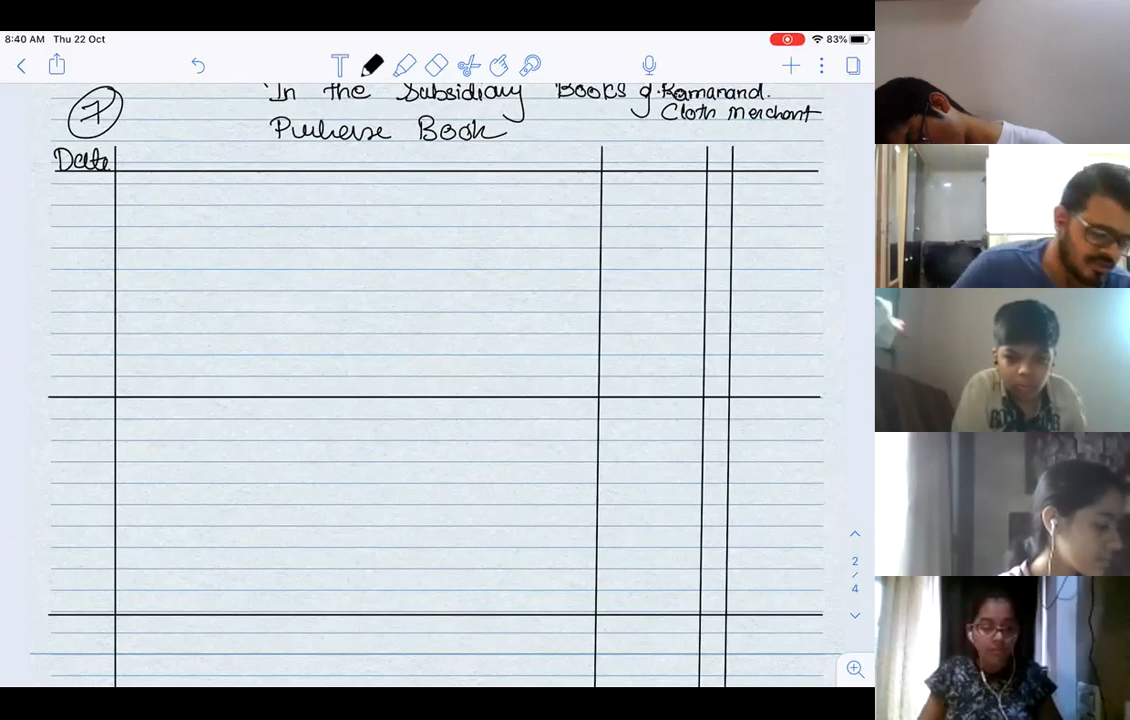 8:40 AM Thu 22 Oct
83%
7
In the Subsidiary Books of Ramanand.
Cloth Merchant
Purhcase Book
Date
2
/
4